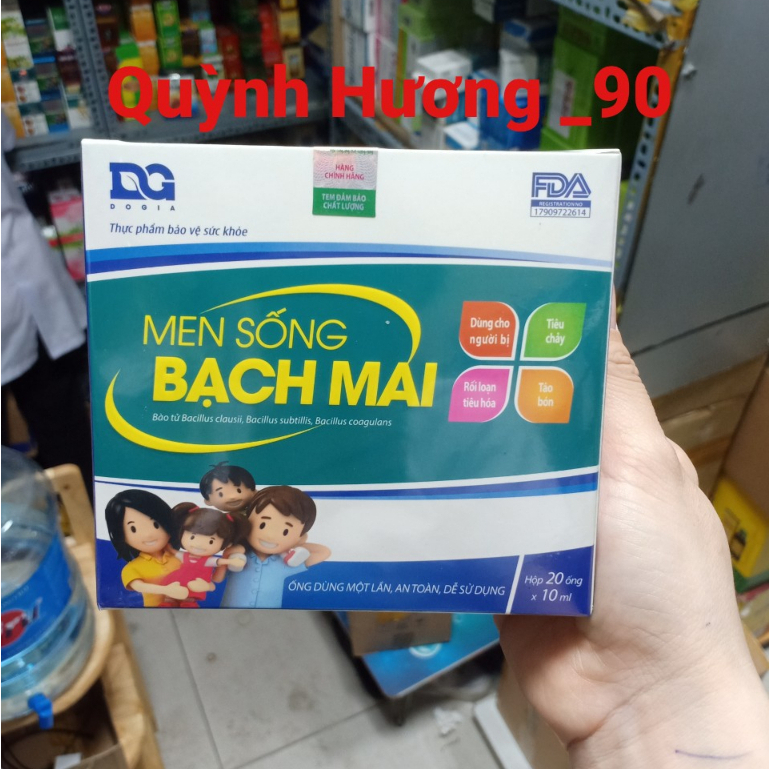 Quỳnh Hương _90
DG
DOGIA
HÀNG
CHÍNH HÃNG
TEM ĐẢM BẢO
CHẤT LƯỢNG
FDA
REGISTRATION NO
17909722614
Thực phẩm bảo vệ sức khỏe
MEN SỐNG
BẠCH MAI
Bào tử Bacillus clausii, Bacillus subtillis, Bacillus coagulans
Dùng cho
người bị
Tiêu
chảy
Rối loạn
tiêu hóa
Táo
bón
ỐNG DÙNG MỘT LẦN, AN TOÀN, DỄ SỬ DỤNG
Hộp 20 ống
x 10 ml